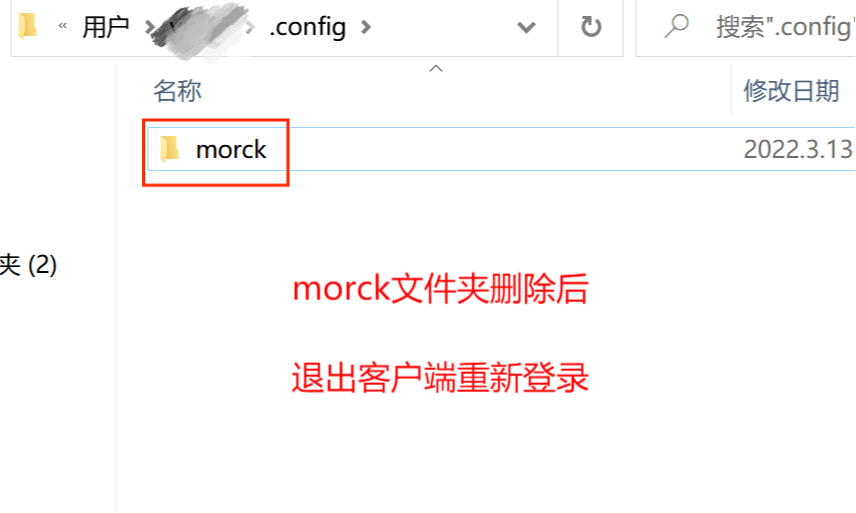 « 用户 .config
搜索".config"
名称
修改日期
morck
2022.3.13
夹 (2)
morck文件夹删除后
退出客户端重新登录